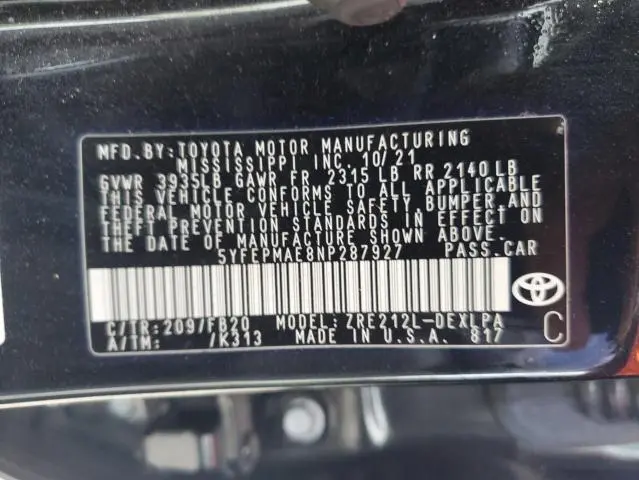 MFD.BY:TOYOTA MOTOR MANUFACTURING
MISSISSIPPI INC. 10/21
GVWR 3935LB GAWR FR 2315 LB RR 2140 LB
THIS VEHICLE CONFORMS TO ALL APPLICABLE
FEDERAL MOTOR VEHICLE SAFETY,BUMPER,AND
THEFT PREVENTION STANDARDS IN EFFECT ON
THE DATE OF MANUFACTURE SHOWN ABOVE.
5YFEPMAE8NP287927 PASS.CAR
C/TR:209/FB20 MODEL:ZRE212L-DEXLPA
A/TM: /K313 MADE IN U.S.A. 817
C